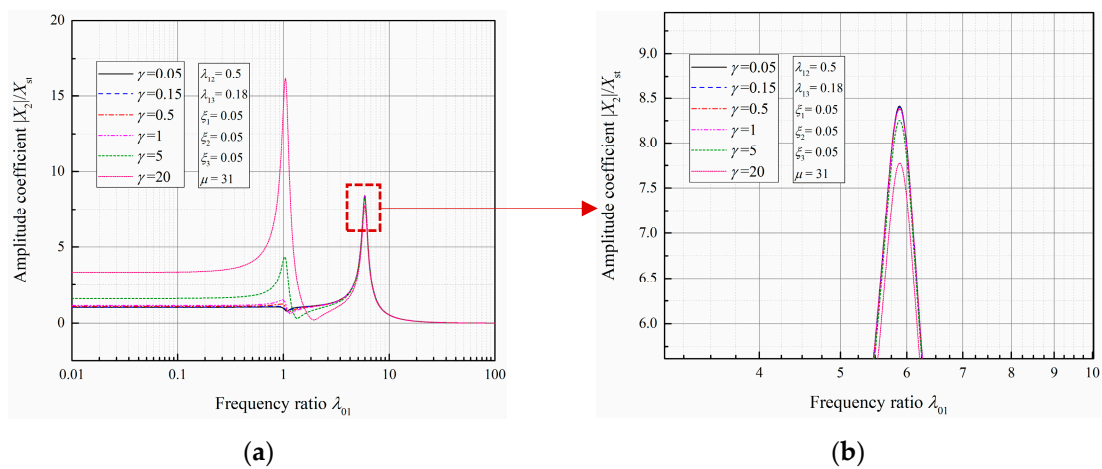 20
15
10
5
0
Amplitude coefficient |X₂|/Xₛₜ
γ=0.05
γ=0.15
γ=0.5
γ=1
γ=5
γ=20
λ₁₂= 0.5
λ₁₃= 0.18
ξ₁= 0.05
ξ₂= 0.05
ξ₃= 0.05
μ = 31
0.01 0.1 1 10 100
Frequency ratio λ₀₁
(a)
9.0
8.5
8.0
7.5
7.0
6.5
6.0
Amplitude coefficient |X₂|/Xₛₜ
γ=0.05
γ=0.15
γ=0.5
γ=1
γ=5
γ=20
λ₁₂= 0.5
λ₁₃= 0.18
ξ₁= 0.05
ξ₂= 0.05
ξ₃= 0.05
μ = 31
4 5 6 7 8 9 10
Frequency ratio λ₀₁
(b)